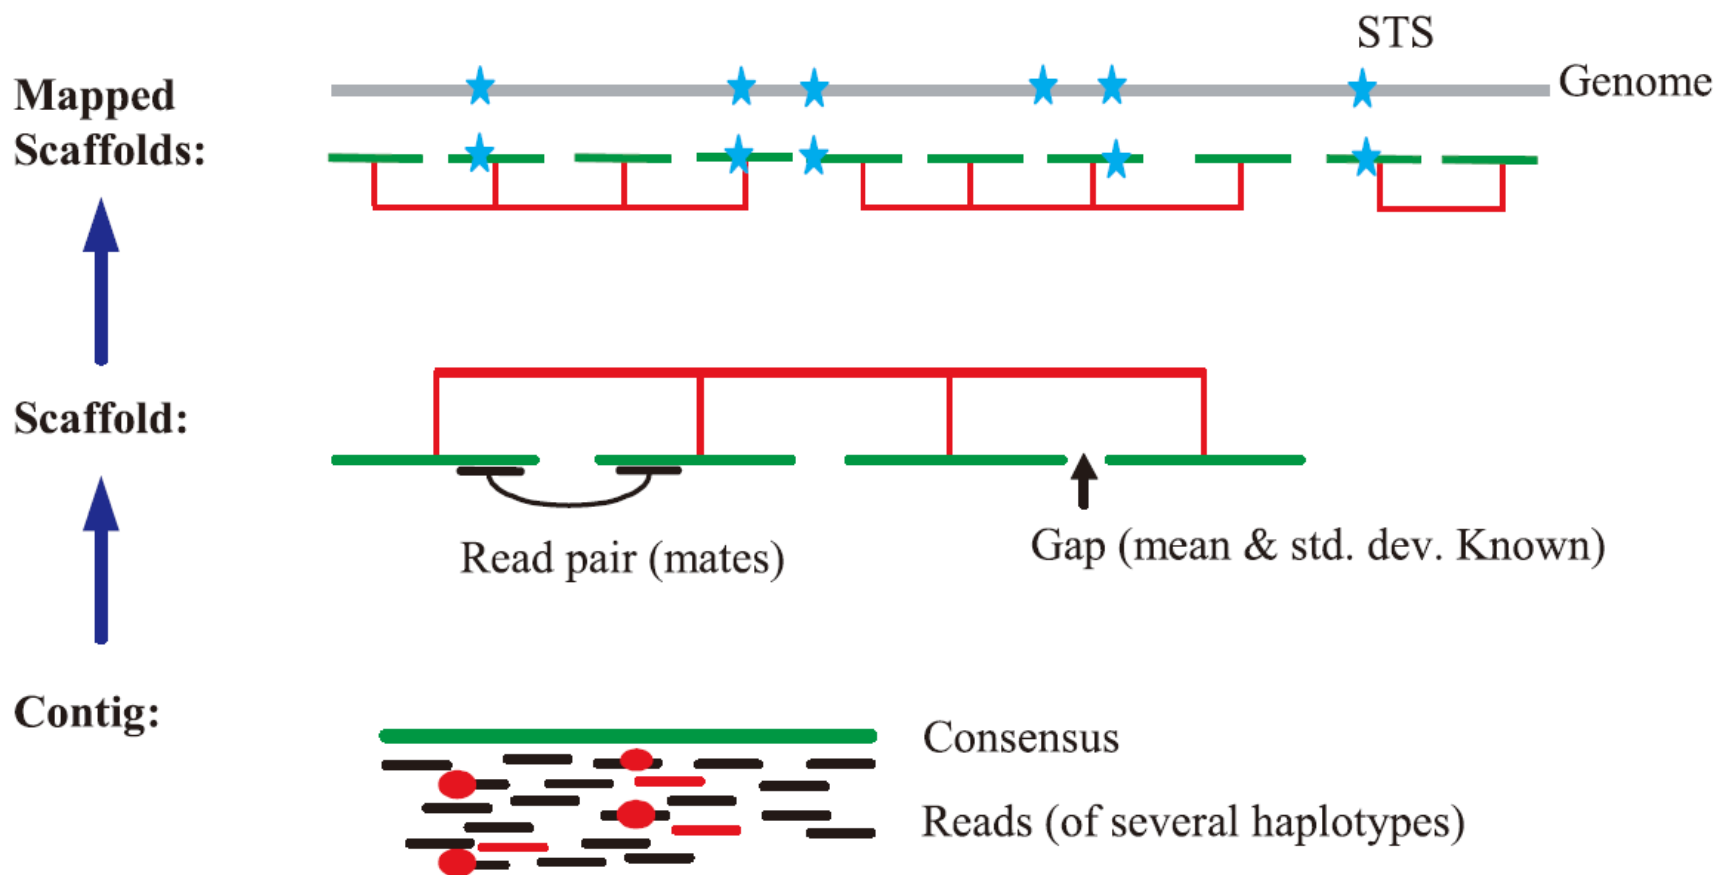 STS
Genome
Mapped
Scaffolds:
Scaffold:
Read pair (mates)
Gap (mean & std. dev. Known)
Contig:
Consensus
Reads (of several haplotypes)